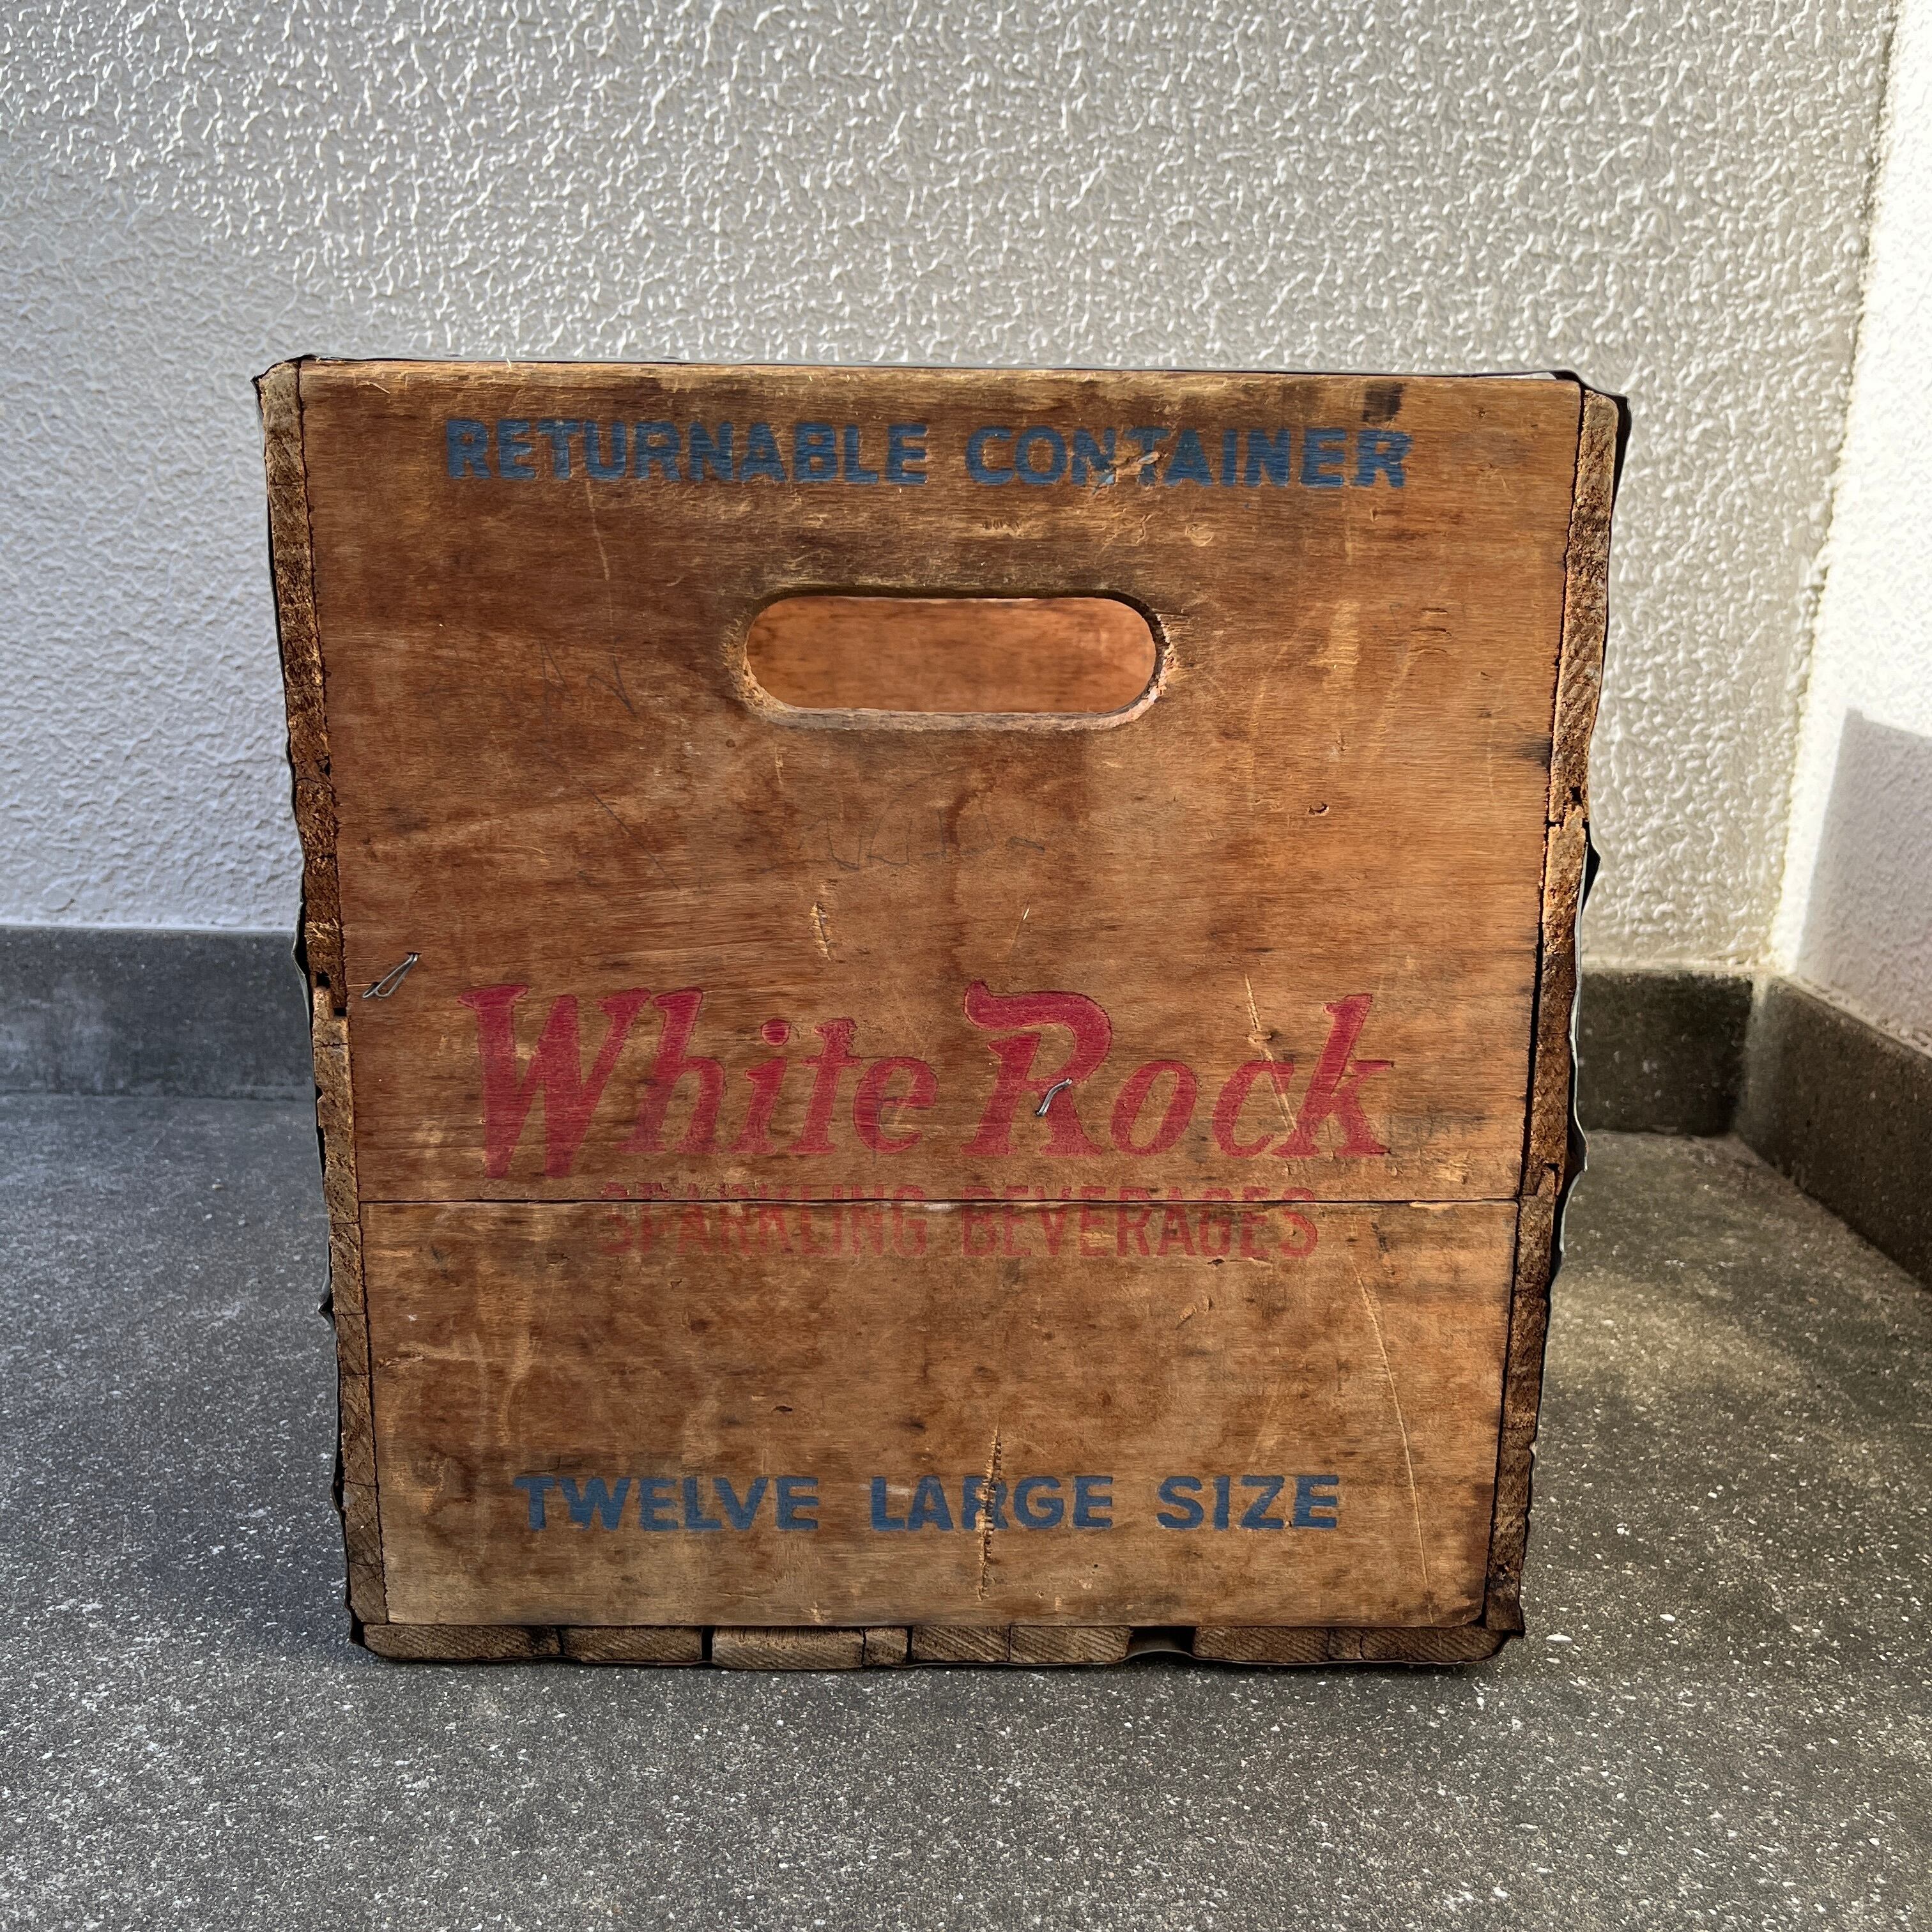 RETURNABLE CONTAINER
White Rock
SPARKLING BEVERAGES
TWELVE LARGE SIZE